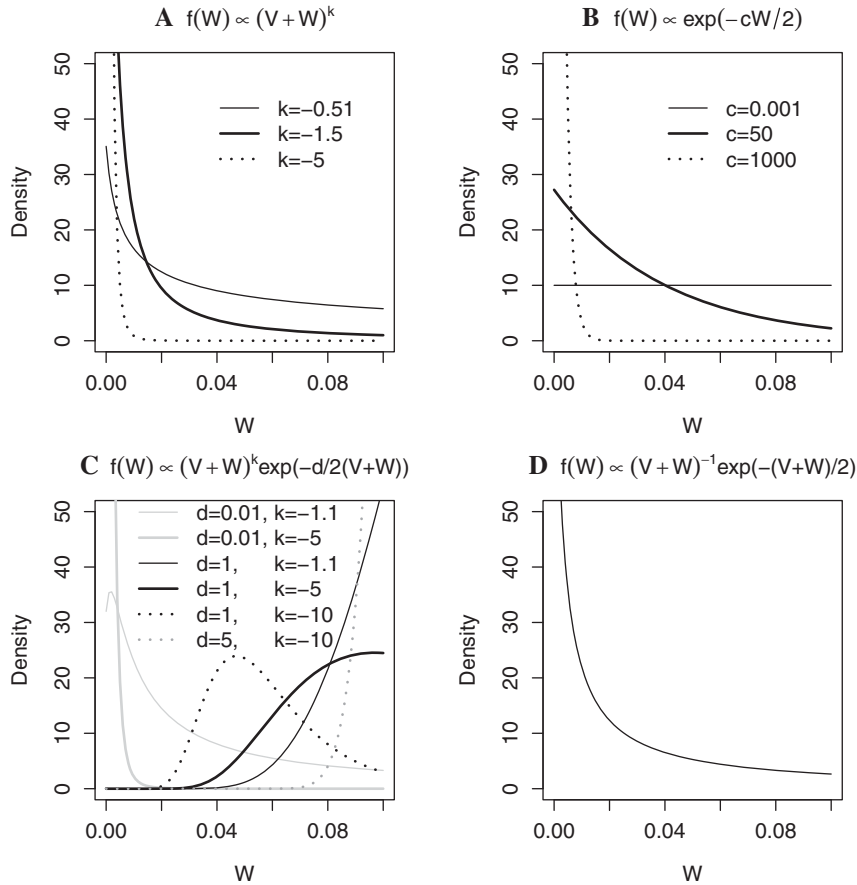 A f(W) ∝ (V + W)^k
50
40
30
20
10
0
Density
k=−0.51
k=−1.5
k=−5
0.00
0.04
0.08
W
B f(W) ∝ exp(−cW/2)
50
40
30
20
10
0
Density
c=0.001
c=50
c=1000
0.00
0.04
0.08
W
C f(W) ∝ (V + W)^k exp(−d/2(V+W))
50
40
30
20
10
0
Density
d=0.01, k=−1.1
d=0.01, k=−5
d=1, k=−1.1
d=1, k=−5
d=1, k=−10
d=5, k=−10
0.00
0.04
0.08
W
D f(W) ∝ (V + W)^−1 exp(−(V+W)/2)
50
40
30
20
10
0
Density
0.00
0.04
0.08
W